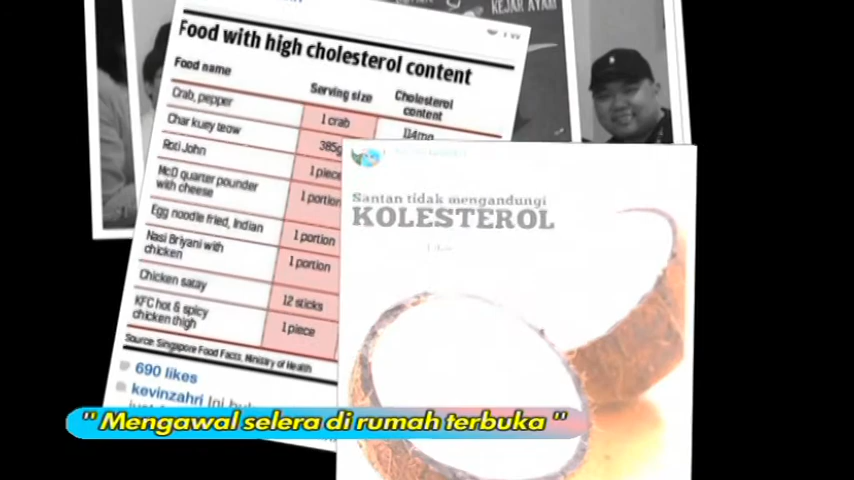 KEJAR AYAM
Food with high cholesterol content
Food name Serving size Cholesterol content
Crab, pepper 1 crab 114mg
Char kuey teow 385g
Roti John 1 piece
McD quarter pounder with cheese 1 portion
Egg noodle fried, Indian 1 portion
Nasi Briyani with chicken 1 portion
Chicken satay 12 sticks
KFC hot & spicy chicken thigh 1 piece
Source: Singapore Food Facts, Ministry of Health
690 likes
kevinzahri Ini
Santan tidak mengandungi
KOLESTEROL
" Mengawal selera di rumah terbuka "